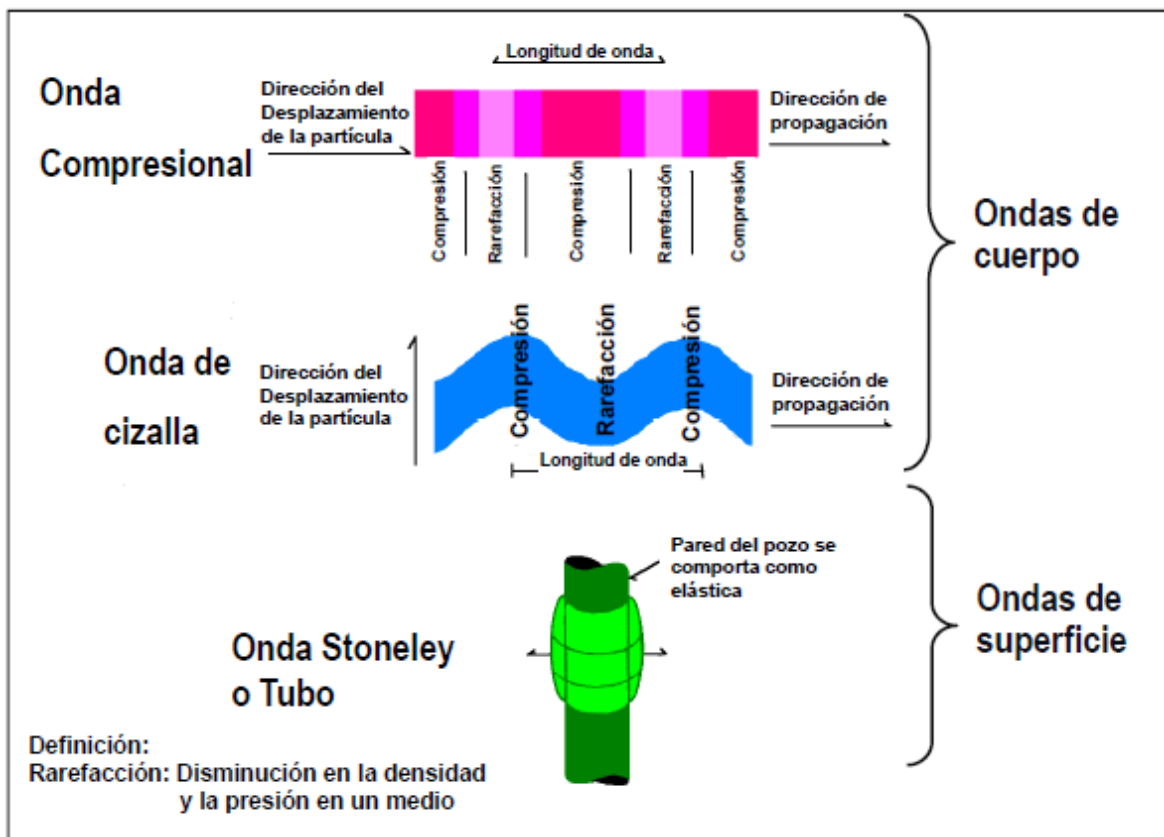 Longitud de onda
Onda
Compresional
Dirección del
Desplazamiento
de la partícula
Dirección de
propagación
Compresión
Rarefacción
Compresión
Rarefacción
Compresión
Ondas de
cuerpo
Onda de
cizalla
Dirección del
Desplazamiento
de la partícula
Compresión
Rarefacción
Compresión
Dirección de
propagación
Longitud de onda
Pared del pozo se
comporta como
elástica
Onda Stoneley
o Tubo
Ondas de
superficie
Definición:
Rarefacción: Disminución en la densidad
y la presión en un medio